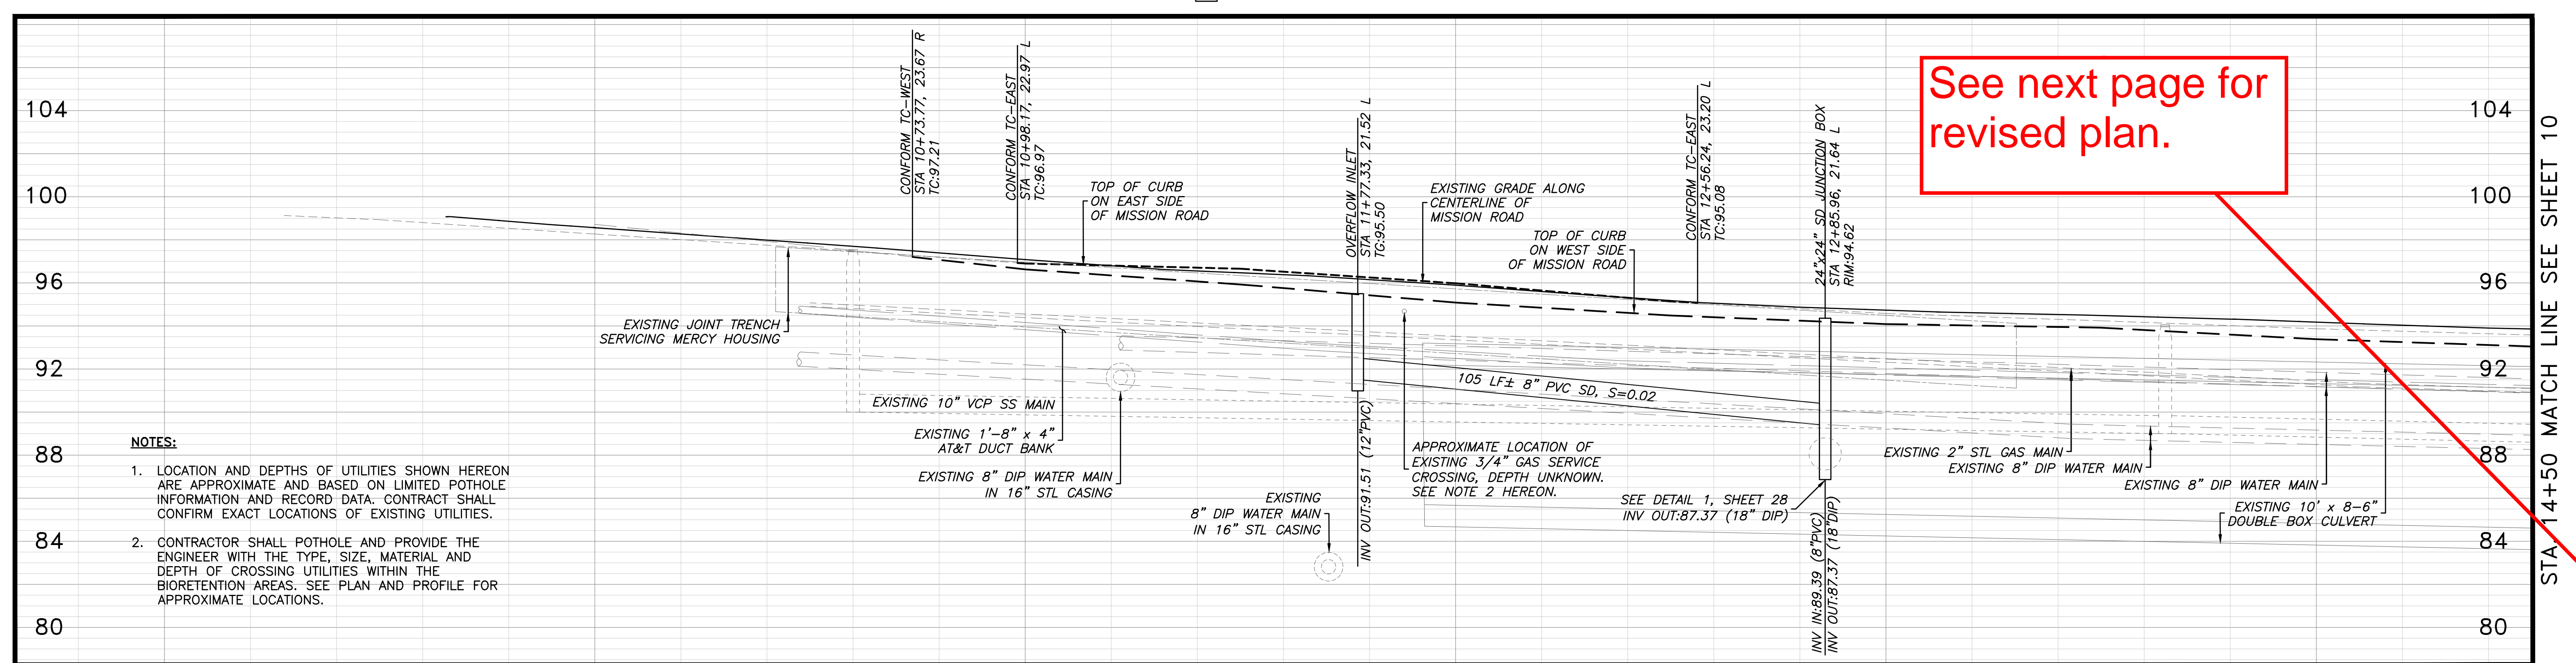 CONFORM TC-WEST
STA 10+73.77, 23.67 R
TC:97.21
CONFORM TC-EAST
STA 10+98.17, 22.97 L
TC:96.97
OVERFLOW INLET
STA 11+77.33, 21.52 L
TG:95.50
CONFORM TC-EAST
STA 12+56.24, 23.20 L
TC:95.08
24"x24" SD JUNCTION BOX
STA 12+85.96, 21.64 L
RIM:94.62
See next page for
revised plan.
104
100
96
92
88
84
80
104
100
96
92
88
84
80
STA. 14+50 MATCH LINE SEE SHEET 10
TOP OF CURB
ON EAST SIDE
OF MISSION ROAD
EXISTING GRADE ALONG
CENTERLINE OF
MISSION ROAD
TOP OF CURB
ON WEST SIDE
OF MISSION ROAD
EXISTING JOINT TRENCH
SERVICING MERCY HOUSING
105 LF± 8" PVC SD, S=0.02
EXISTING 10" VCP SS MAIN
EXISTING 1'-8" x 4"
AT&T DUCT BANK
EXISTING 8" DIP WATER MAIN
IN 16" STL CASING
EXISTING
8" DIP WATER MAIN
IN 16" STL CASING
INV OUT:91.51 (12"PVC)
APPROXIMATE LOCATION OF
EXISTING 3/4" GAS SERVICE
CROSSING, DEPTH UNKNOWN.
SEE NOTE 2 HEREON.
SEE DETAIL 1, SHEET 28
INV OUT:87.37 (18" DIP)
INV IN:89.39 (8"PVC)
INV OUT:87.37 (18"DIP)
EXISTING 2" STL GAS MAIN
EXISTING 8" DIP WATER MAIN
EXISTING 8" DIP WATER MAIN
EXISTING 10' x 8-6"
DOUBLE BOX CULVERT
NOTES:
1. LOCATION AND DEPTHS OF UTILITIES SHOWN HEREON
ARE APPROXIMATE AND BASED ON LIMITED POTHOLE
INFORMATION AND RECORD DATA. CONTRACT SHALL
CONFIRM EXACT LOCATIONS OF EXISTING UTILITIES.
2. CONTRACTOR SHALL POTHOLE AND PROVIDE THE
ENGINEER WITH THE TYPE, SIZE, MATERIAL AND
DEPTH OF CROSSING UTILITIES WITHIN THE
BIORETENTION AREAS. SEE PLAN AND PROFILE FOR
APPROXIMATE LOCATIONS.